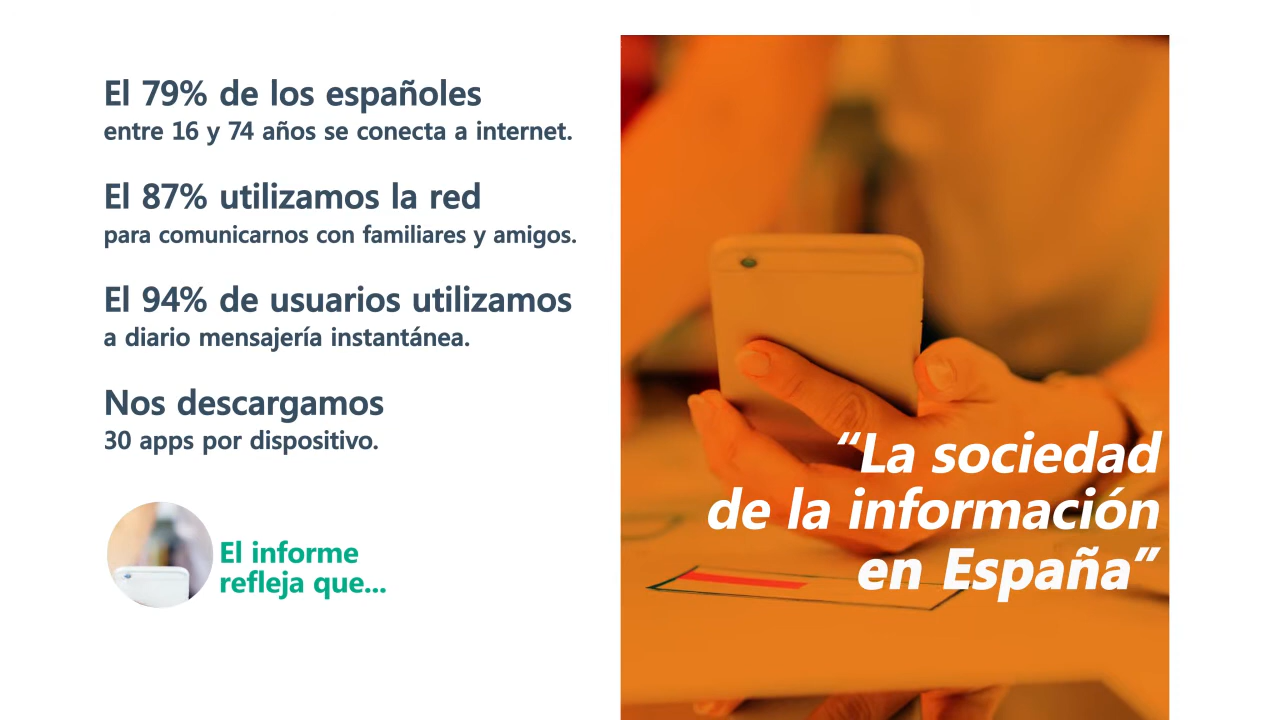 El 79% de los españoles
entre 16 y 74 años se conecta a internet.
El 87% utilizamos la red
para comunicarnos con familiares y amigos.
El 94% de usuarios utilizamos
a diario mensajería instantánea.
Nos descargamos
30 apps por dispositivo.
El informe
refleja que...
“La sociedad
de la información
en España”